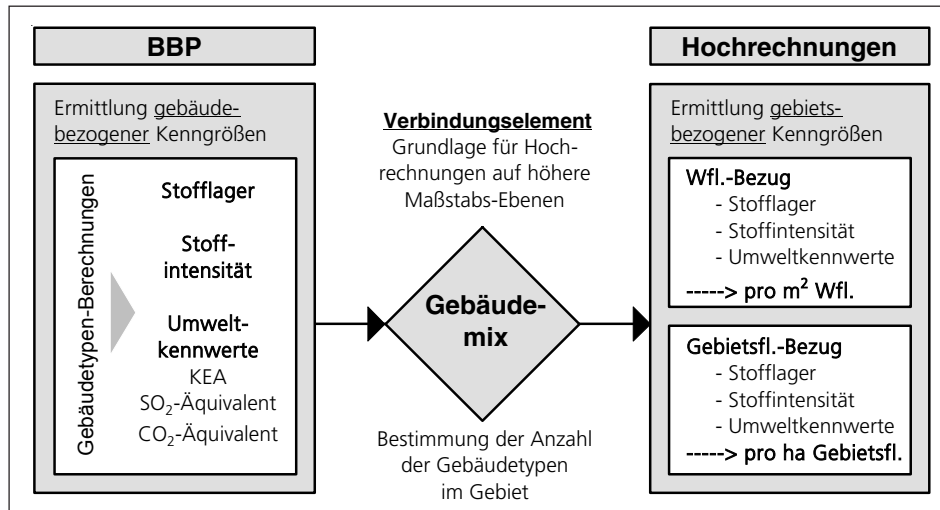 BBP
Ermittlung gebäude-
bezogener Kenngrößen
Gebäudetypen-Berechnungen
Stofflager
Stoff-
intensität
Umwelt-
kennwerte
KEA
SO₂-Äquivalent
CO₂-Äquivalent
Verbindungselement
Grundlage für Hoch-
rechnungen auf höhere
Maßstabs-Ebenen
Gebäude-
mix
Bestimmung der Anzahl
der Gebäudetypen
im Gebiet
Hochrechnungen
Ermittlung gebiets-
bezogener Kenngrößen
Wfl.-Bezug
- Stofflager
- Stoffintensität
- Umweltkennwerte
-----> pro m² Wfl.
Gebietsfl.-Bezug
- Stofflager
- Stoffintensität
- Umweltkennwerte
-----> pro ha Gebietsfl.